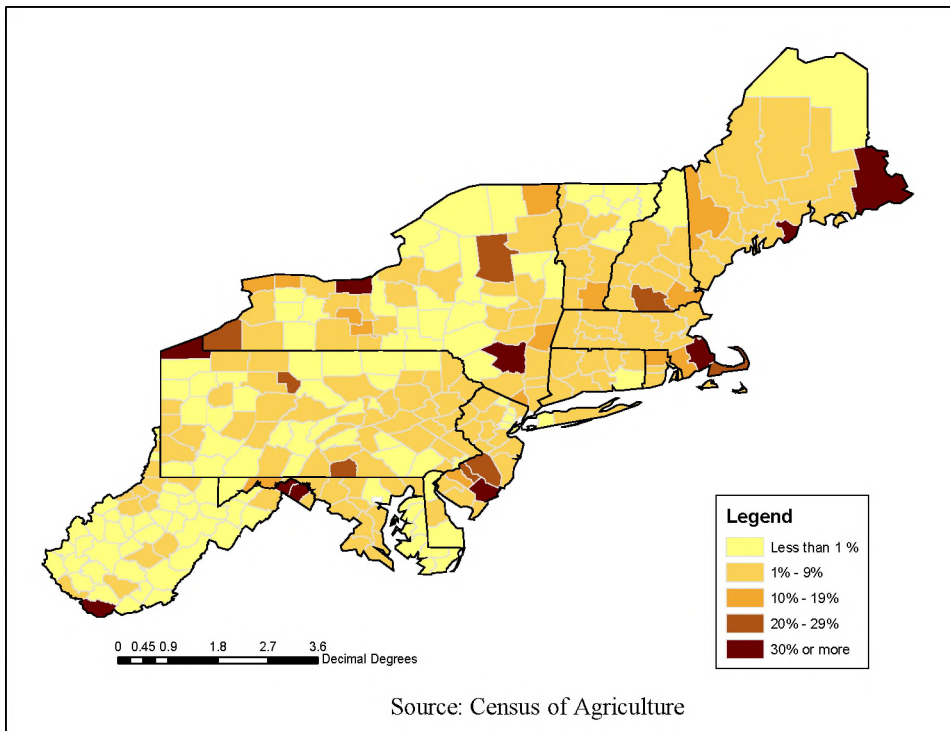 Legend
Less than 1 %
1% - 9%
10% - 19%
20% - 29%
30% or more
0 0.45 0.9 1.8 2.7 3.6
Decimal Degrees
Source: Census of Agriculture